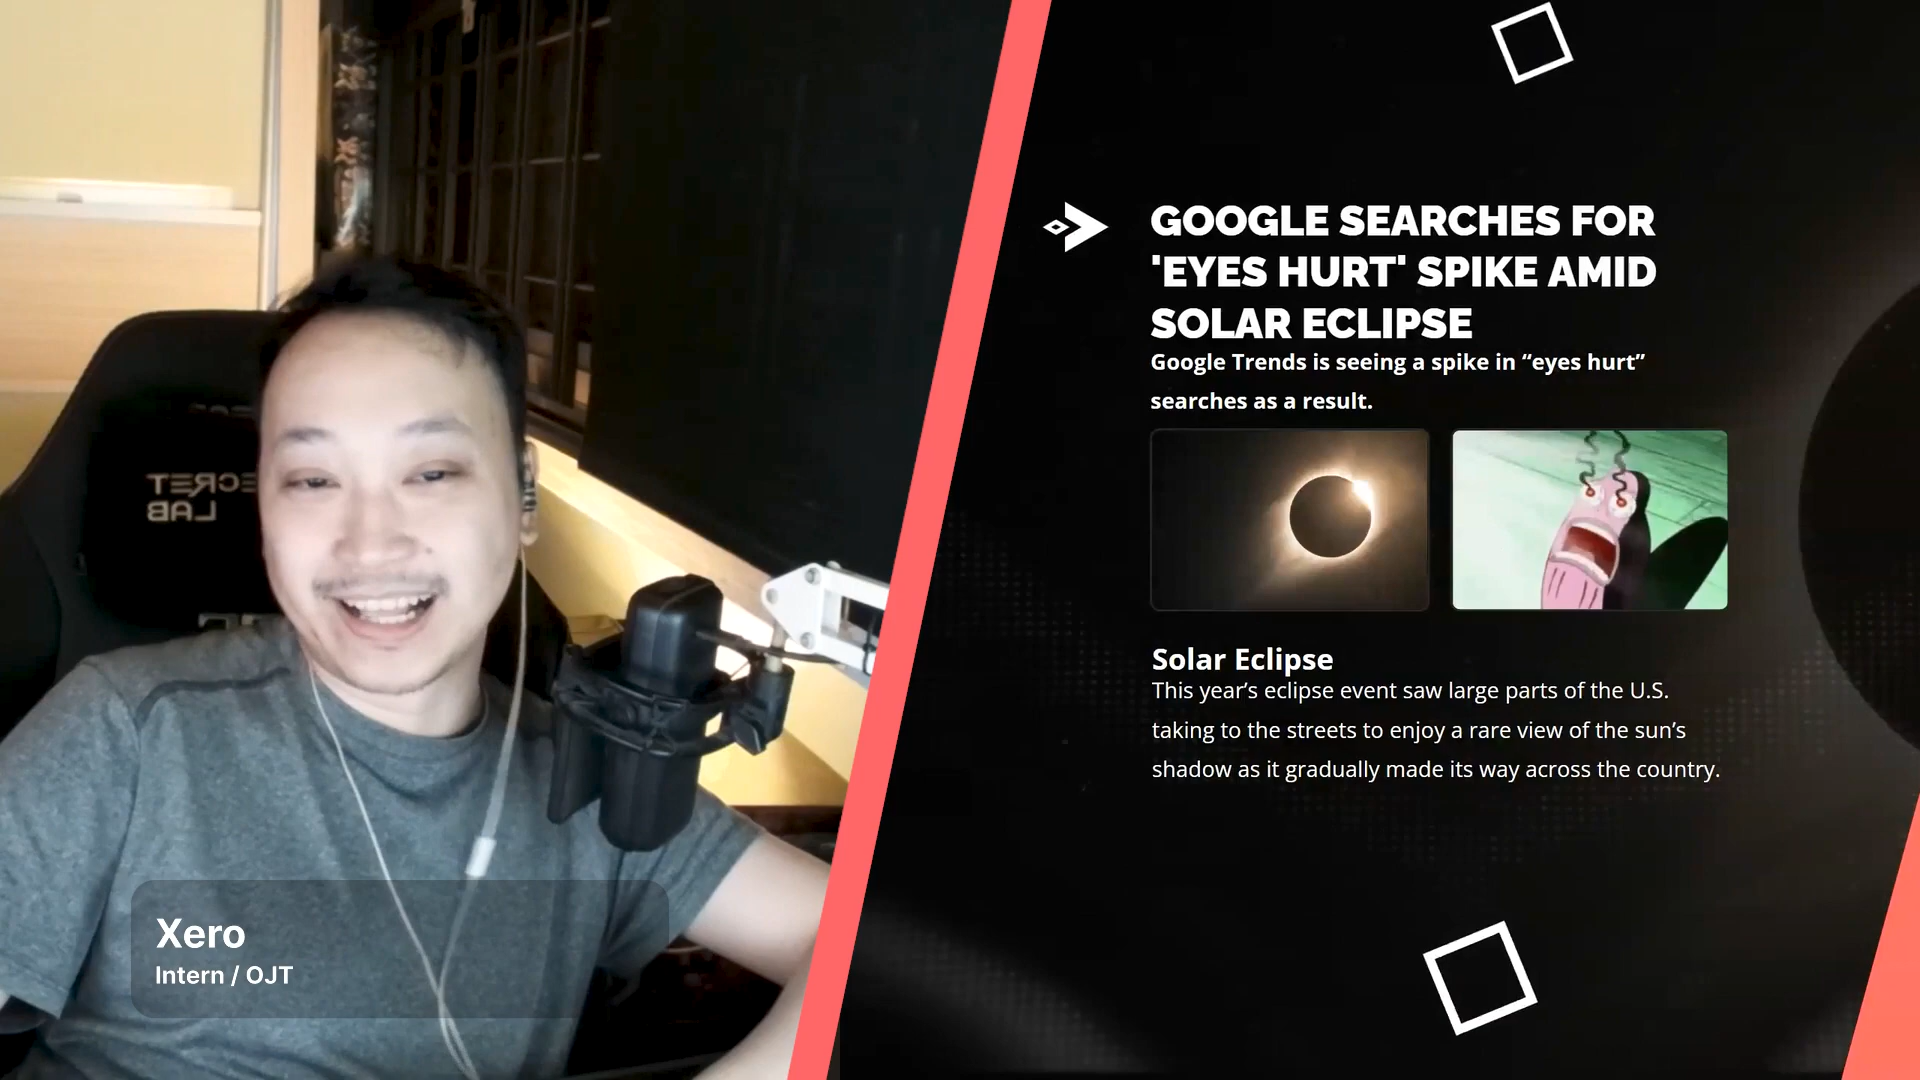 SECRET
LAB
Xero
Intern / OJT
GOOGLE SEARCHES FOR
'EYES HURT' SPIKE AMID
SOLAR ECLIPSE
Google Trends is seeing a spike in “eyes hurt”
searches as a result.
Solar Eclipse
This year’s eclipse event saw large parts of the U.S.
taking to the streets to enjoy a rare view of the sun’s
shadow as it gradually made its way across the country.